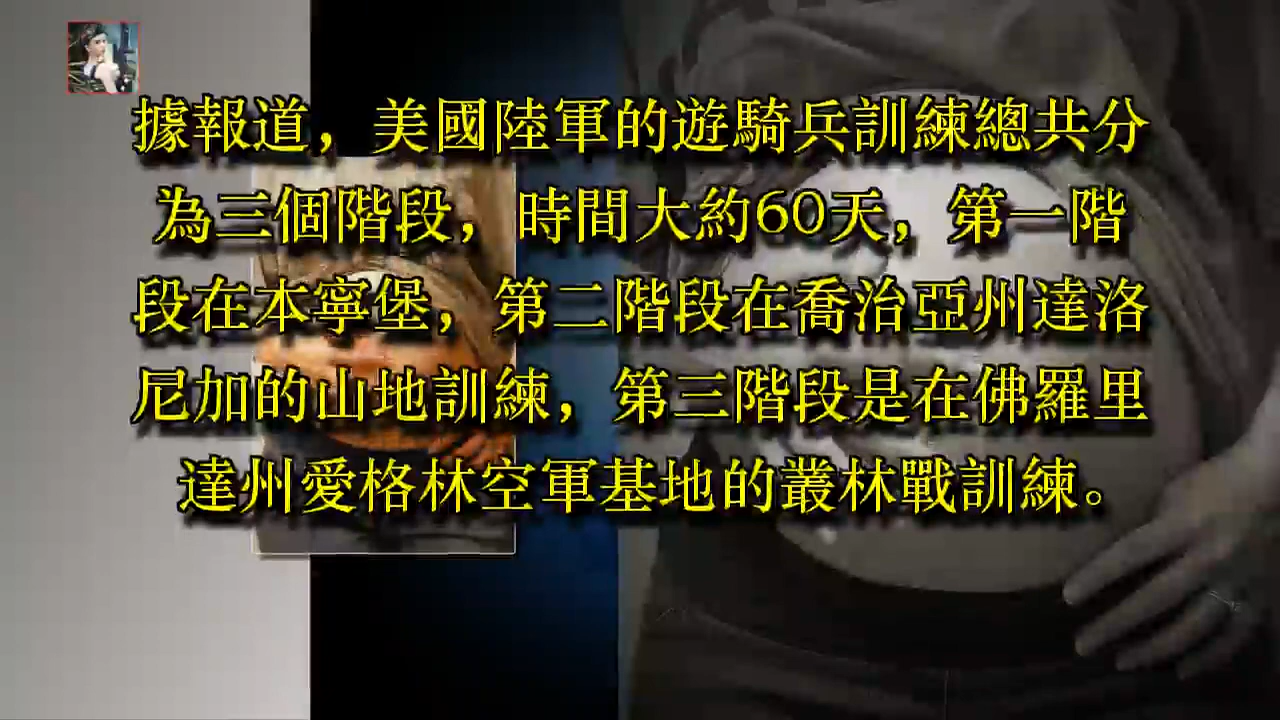 據報道，美國陸軍的遊騎兵訓練總共分
為三個階段，時間大約60天，第一階
段在本寧堡，第二階段在喬治亞州達洛
尼加的山地訓練，第三階段是在佛羅里
達州愛格林空軍基地的叢林戰訓練。